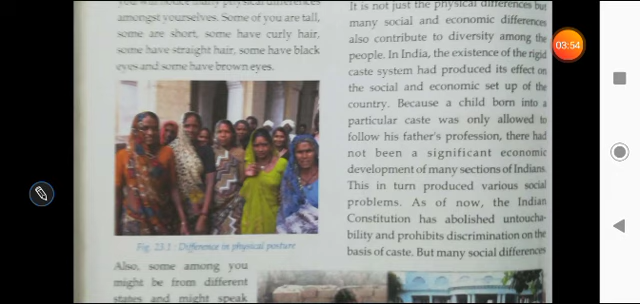 you will notice many physical differences
amongst yourselves. Some of you are tall,
some are short, some have curly hair,
some have straight hair, some have black
eyes and some have brown eyes.
Fig. 23.1 : Difference in physical posture
Also, some among you
might be from different
states and might speak
It is not just the physical differences but
many social and economic differences
also contribute to diversity among the
people. In India, the existence of the rigid
caste system had produced its effect on
the social and economic set up of the
country. Because a child born into a
particular caste was only allowed to
follow his father's profession, there had
not been a significant economic
development of many sections of Indians.
This in turn produced various social
problems. As of now, the Indian
Constitution has abolished untoucha-
bility and prohibits discrimination on the
basis of caste. But many social differences
03:54